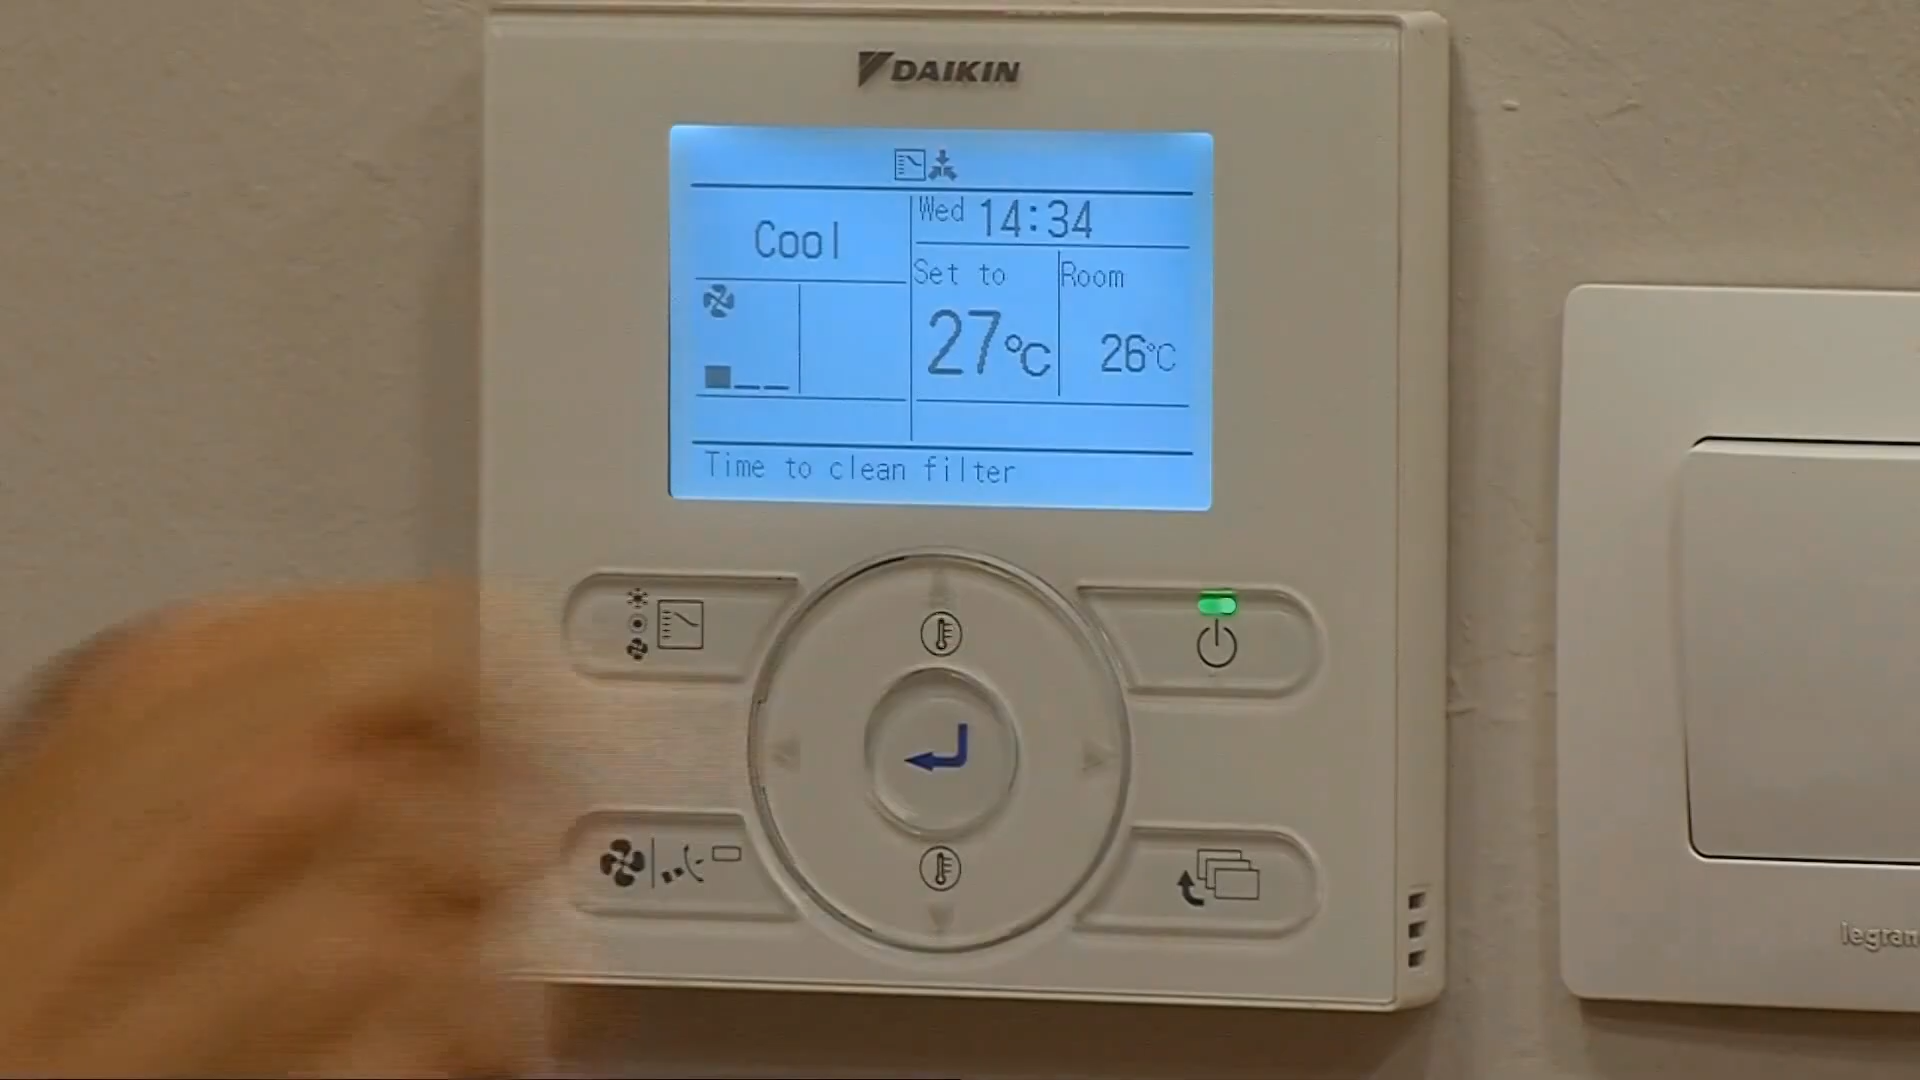 DAIKIN
Wed 14:34
Cool
Set to
Room
27°C
26°C
Time to clean filter
legran